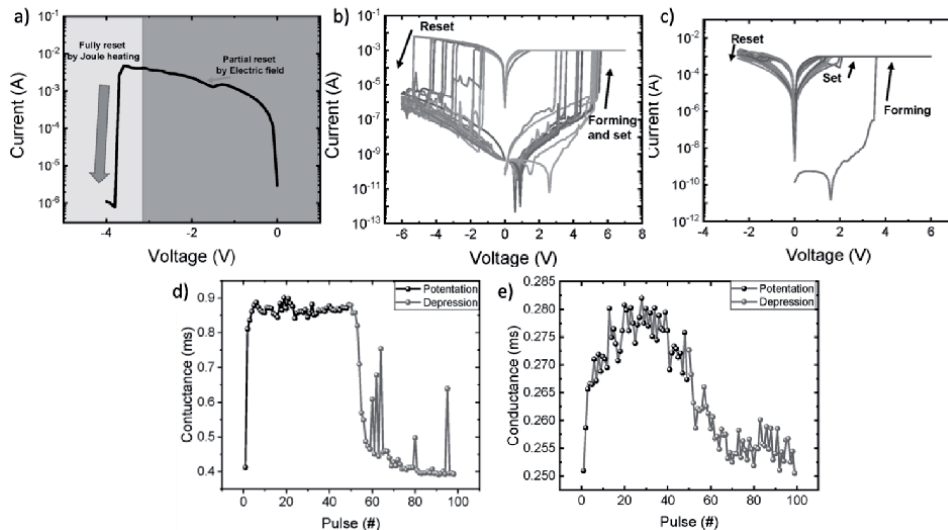 a)
Fully reset
by Joule heating
Partial reset
by Electric field
Current (A)
10⁻¹
10⁻²
10⁻³
10⁻⁴
10⁻⁵
10⁻⁶
-4 -2 0
Voltage (V)
b)
Reset
Forming
and set
Current (A)
10⁻¹
10⁻³
10⁻⁵
10⁻⁷
10⁻⁹
10⁻¹¹
10⁻¹³
-6 -4 -2 0 2 4 6 8
Voltage (V)
c)
Reset
Set
Forming
Current (A)
10⁻²
10⁻⁴
10⁻⁶
10⁻⁸
10⁻¹⁰
10⁻¹²
-4 -2 0 2 4 6
Voltage (V)
d)
Potentation
Depression
Contuctance (ms)
0.9
0.8
0.7
0.6
0.5
0.4
0 20 40 60 80 100
Pulse (#)
e)
Potentation
Depression
Conductance (ms)
0.285
0.280
0.275
0.270
0.265
0.260
0.255
0.250
0 20 40 60 80 100
Pulse (#)